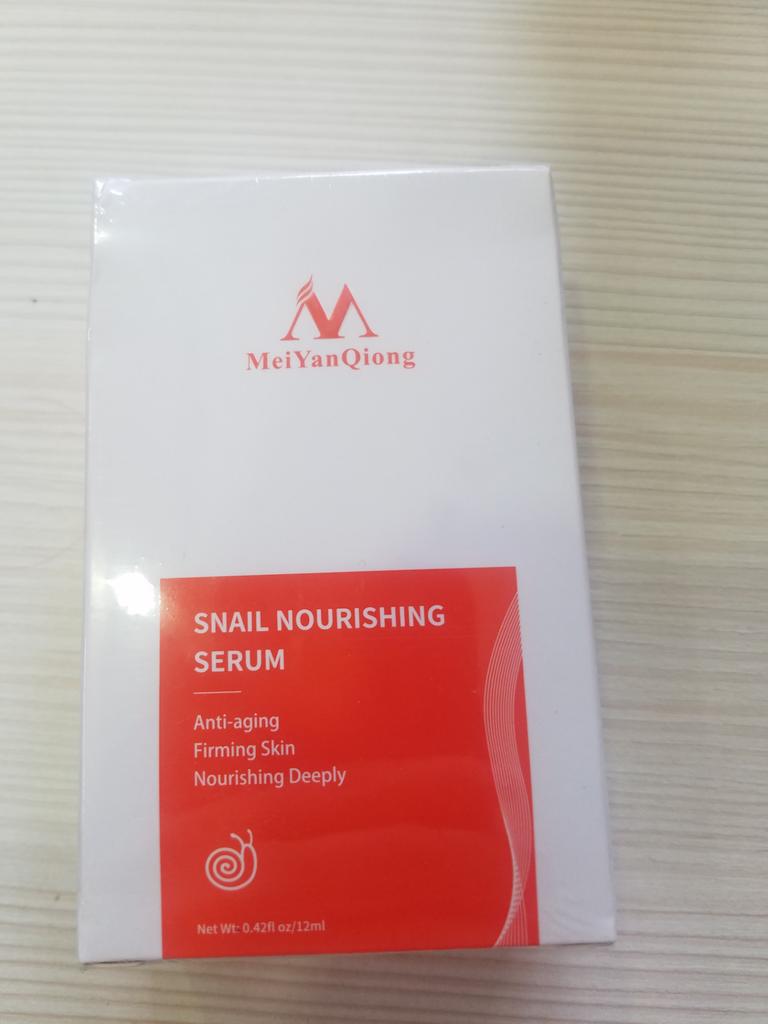 MeiYanQiong
SNAIL NOURISHING
SERUM
Anti-aging
Firming Skin
Nourishing Deeply
Net Wt: 0.42fl oz/12ml